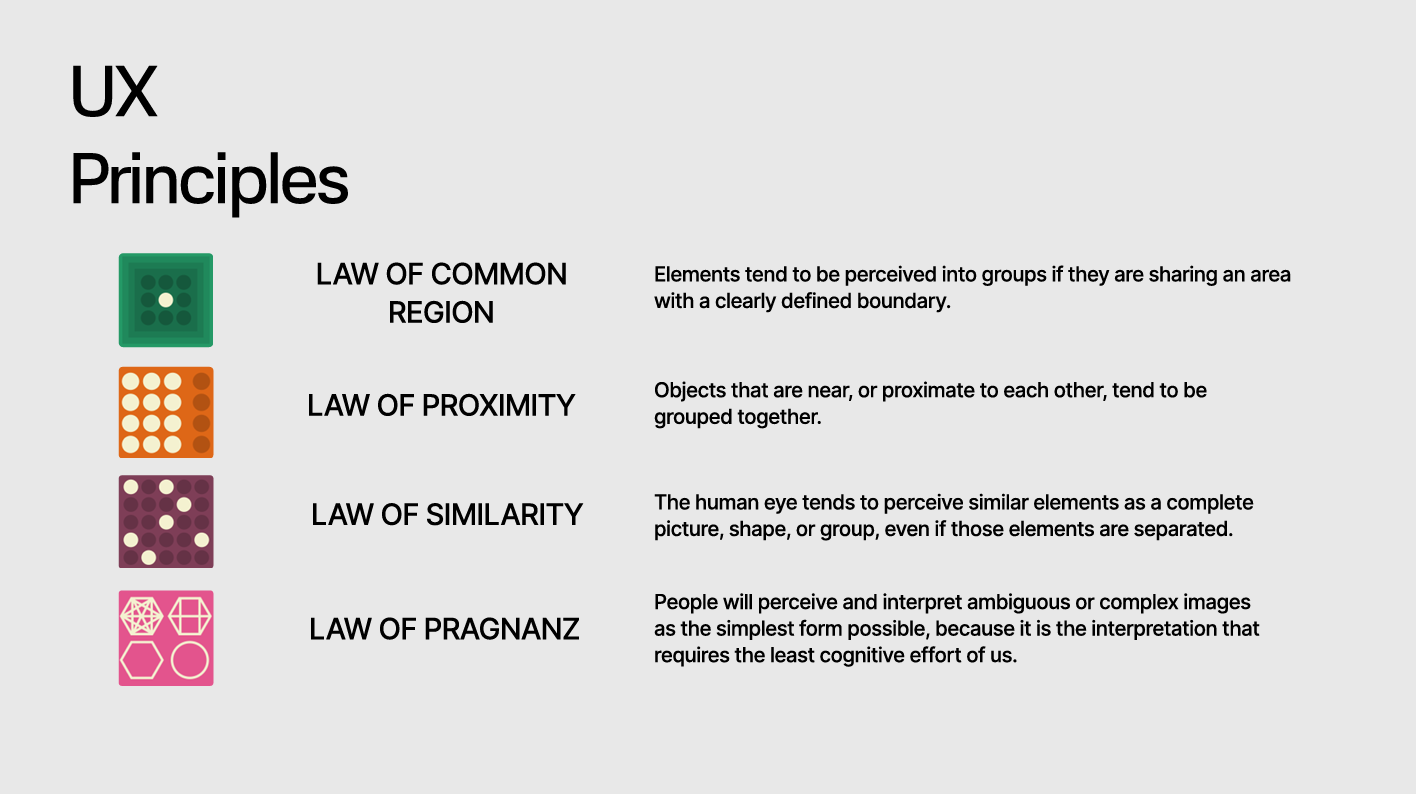 UX
Principles
LAW OF COMMON
REGION
Elements tend to be perceived into groups if they are sharing an area
with a clearly defined boundary.
LAW OF PROXIMITY
Objects that are near, or proximate to each other, tend to be
grouped together.
LAW OF SIMILARITY
The human eye tends to perceive similar elements as a complete
picture, shape, or group, even if those elements are separated.
LAW OF PRAGNANZ
People will perceive and interpret ambiguous or complex images
as the simplest form possible, because it is the interpretation that
requires the least cognitive effort of us.